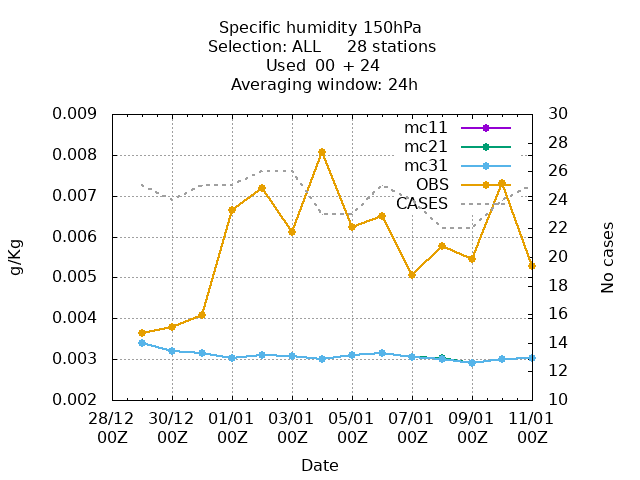 Specific humidity 150hPa
Selection: ALL 28 stations
Used 00 + 24
Averaging window: 24h
0.009
0.008
0.007
0.006
0.005
0.004
0.003
0.002
30
28
26
24
22
20
18
16
14
12
10
mc11
mc21
mc31
OBS
CASES
g/Kg
No cases
28/12 30/12 01/01 03/01 05/01 07/01 09/01 11/01
00Z 00Z 00Z 00Z 00Z 00Z 00Z 00Z
Date